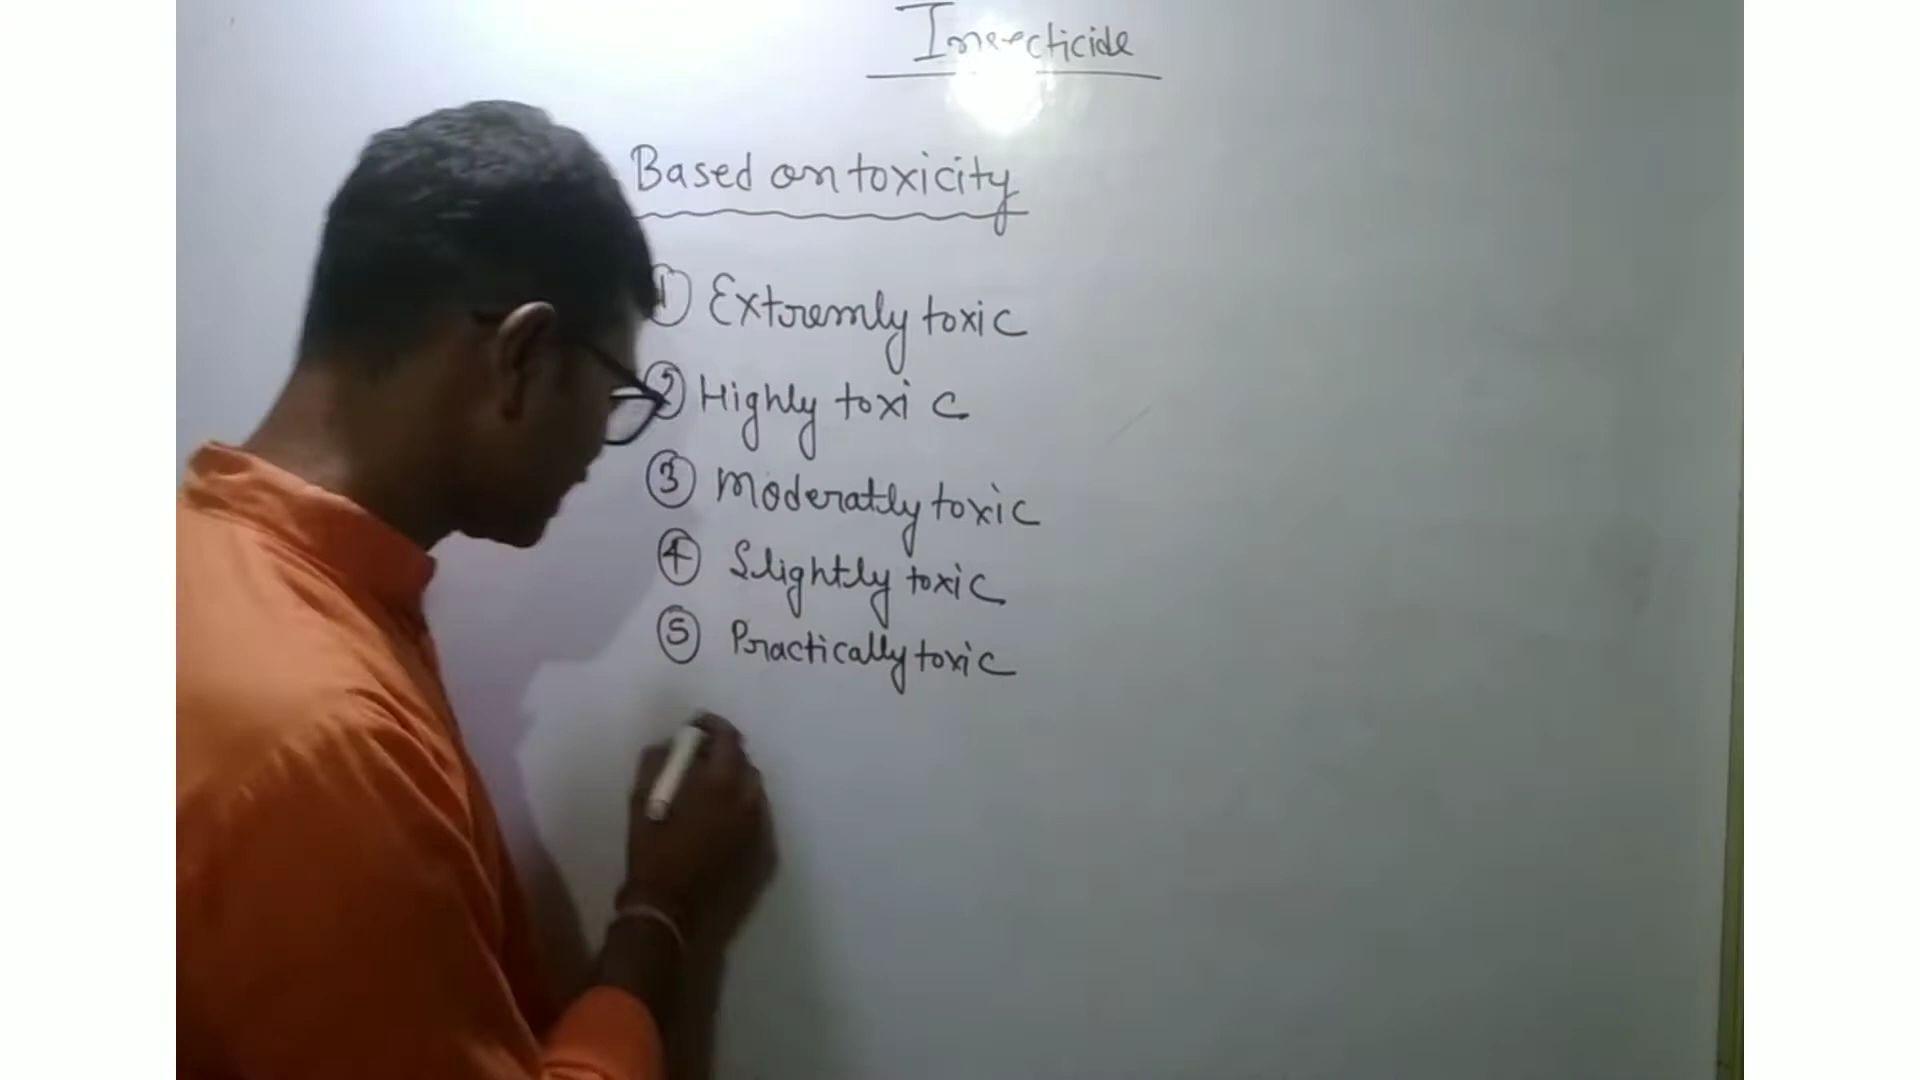 Insecticide
Based on toxicity
① Extremly toxic
② Highly toxic
③ Moderatly toxic
④ Slightly toxic
⑤ Practically toxic